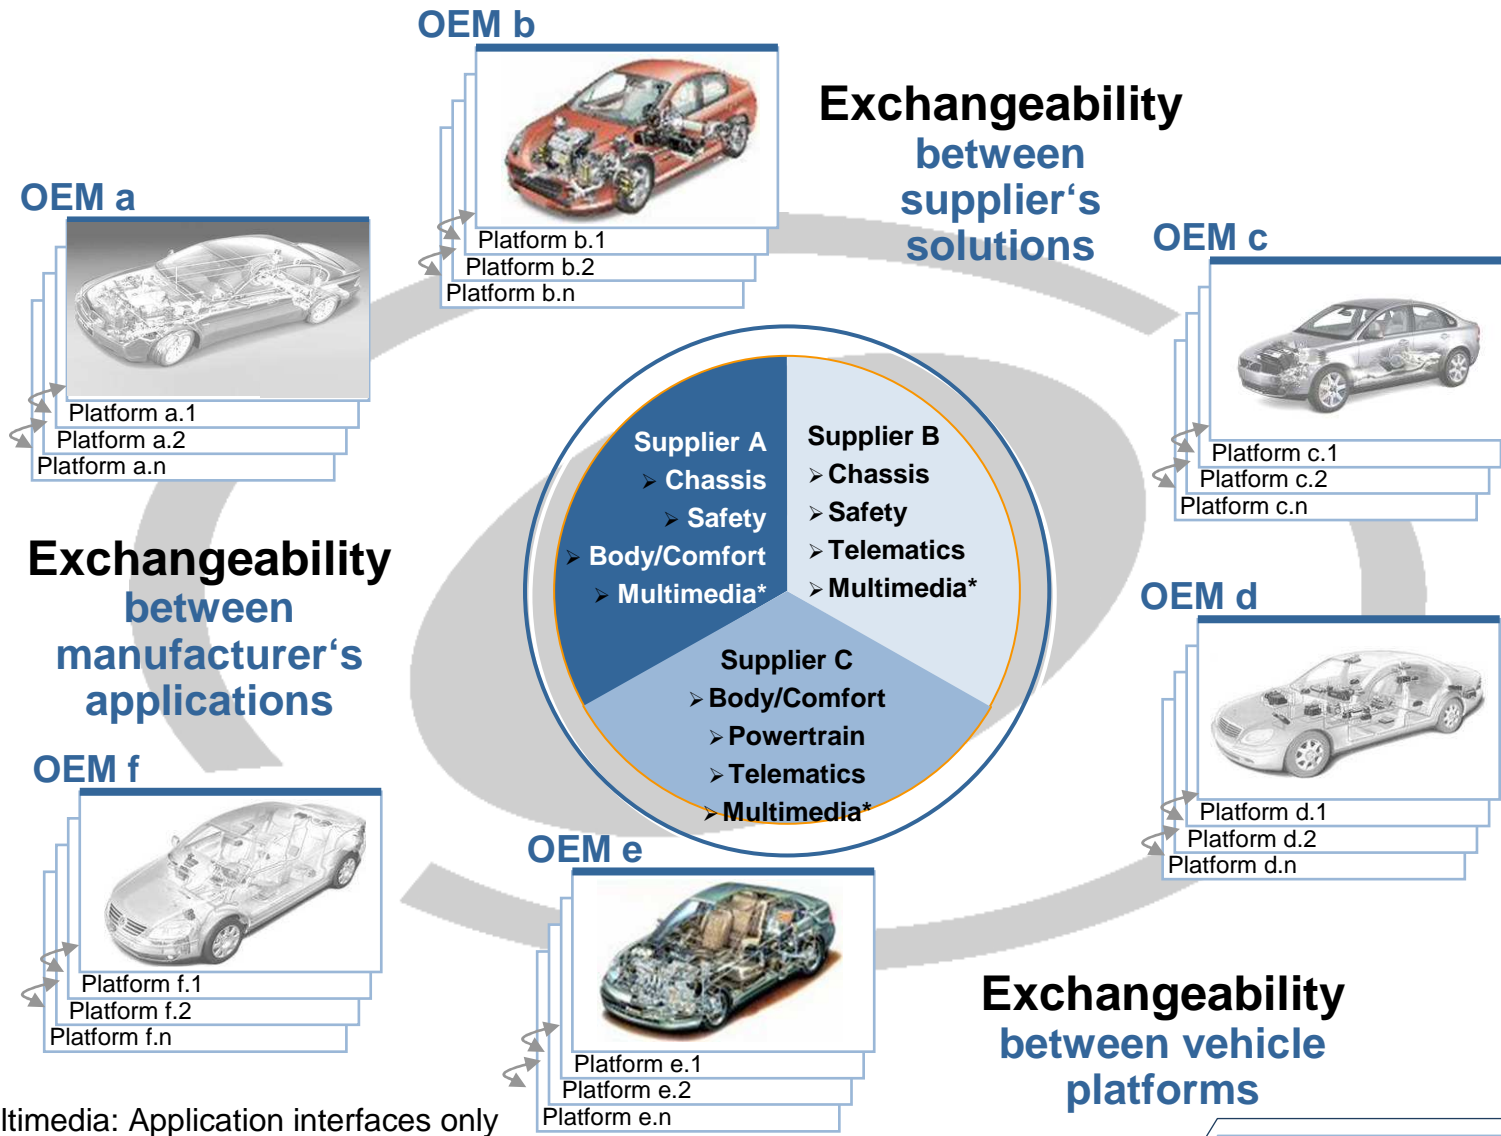 OEM b
Exchangeability
between
supplier‘s
solutions
OEM a
OEM c
Platform b.1
Platform b.2
Platform b.n
Platform a.1
Platform a.2
Platform a.n
Platform c.1
Platform c.2
Platform c.n
Supplier A
➢ Chassis
➢ Safety
➢ Body/Comfort
➢ Multimedia*
Supplier B
➢ Chassis
➢ Safety
➢ Telematics
➢ Multimedia*
Supplier C
➢ Body/Comfort
➢ Powertrain
➢ Telematics
➢ Multimedia*
Exchangeability
between
manufacturer‘s
applications
OEM d
Platform d.1
Platform d.2
Platform d.n
OEM f
Platform f.1
Platform f.2
Platform f.n
OEM e
Platform e.1
Platform e.2
Platform e.n
Exchangeability
between vehicle
platforms
ltimedia: Application interfaces only